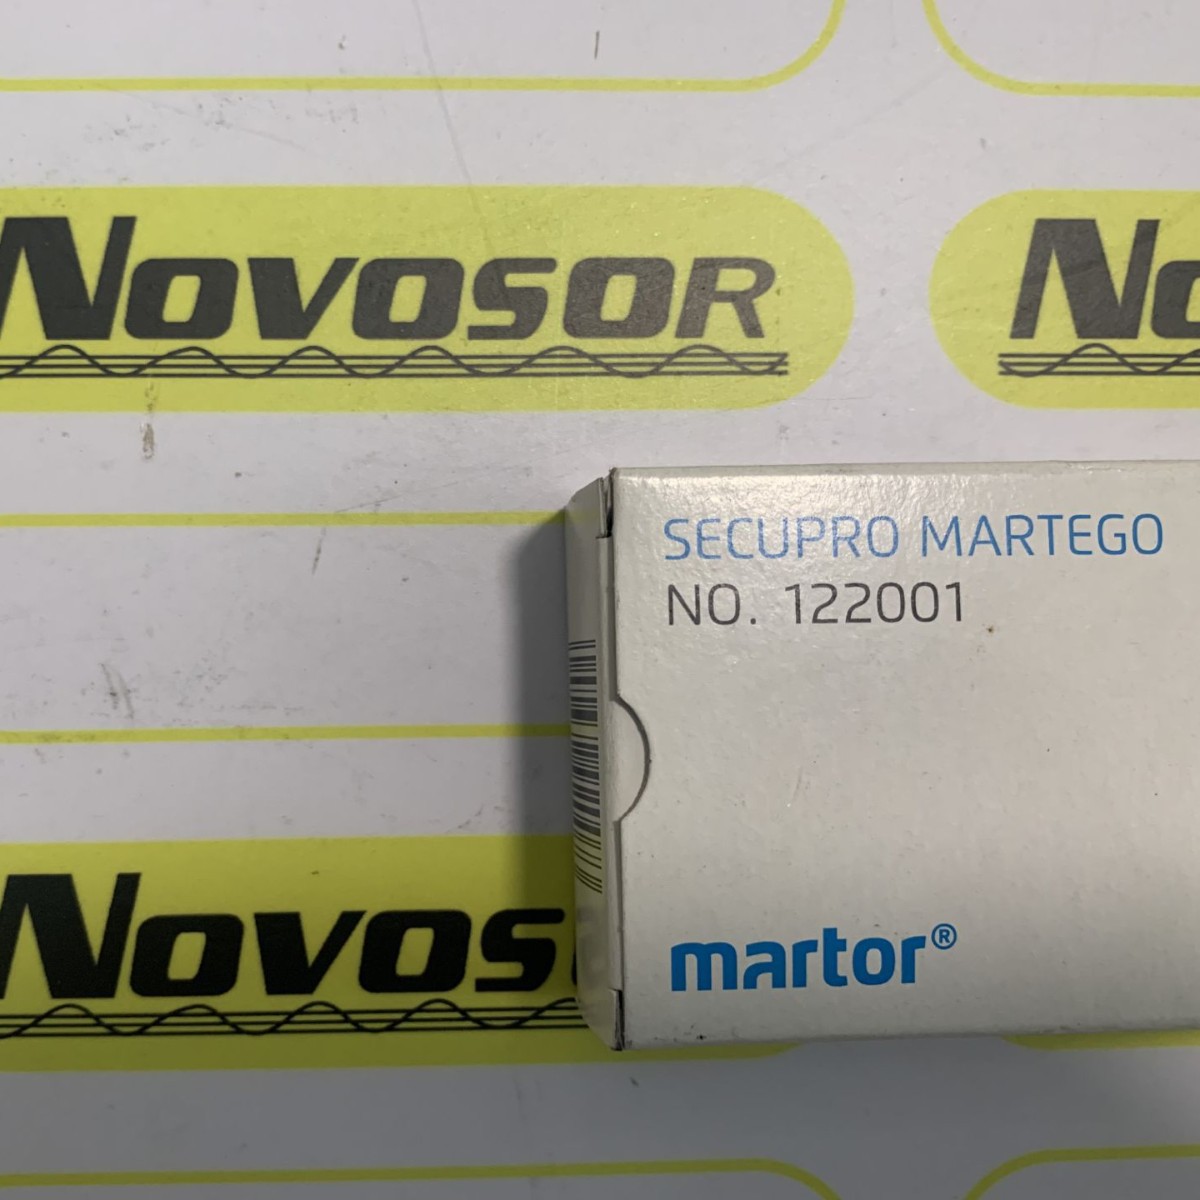 NOVOSOR
NO
SECUPRO MARTEGO
NO. 122001
NOVOS
martor®